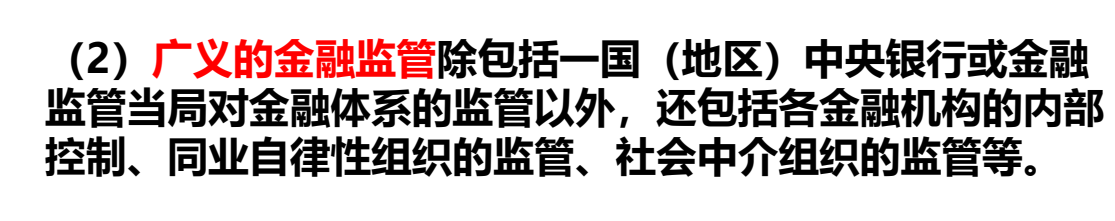 （2）广义的金融监管除包括一国（地区）中央银行或金融
监管当局对金融体系的监管以外，还包括各金融机构的内部
控制、同业自律性组织的监管、社会中介组织的监管等。